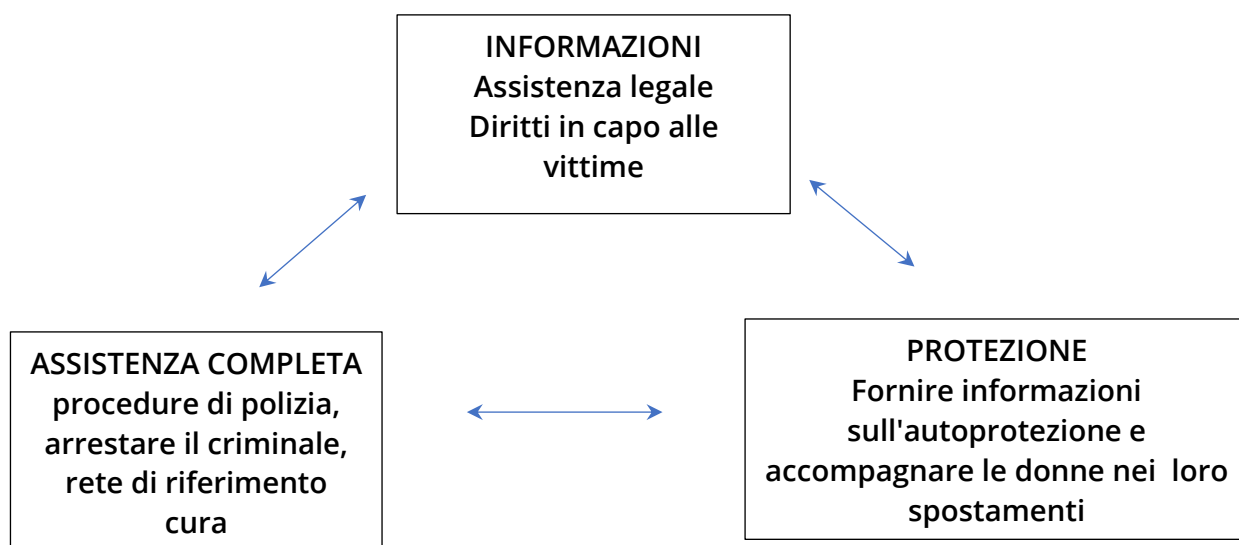 INFORMAZIONI
Assistenza legale
Diritti in capo alle
vittime
ASSISTENZA COMPLETA
procedure di polizia,
arrestare il criminale,
rete di riferimento
cura
PROTEZIONE
Fornire informazioni
sull'autoprotezione e
accompagnare le donne nei  loro
spostamenti